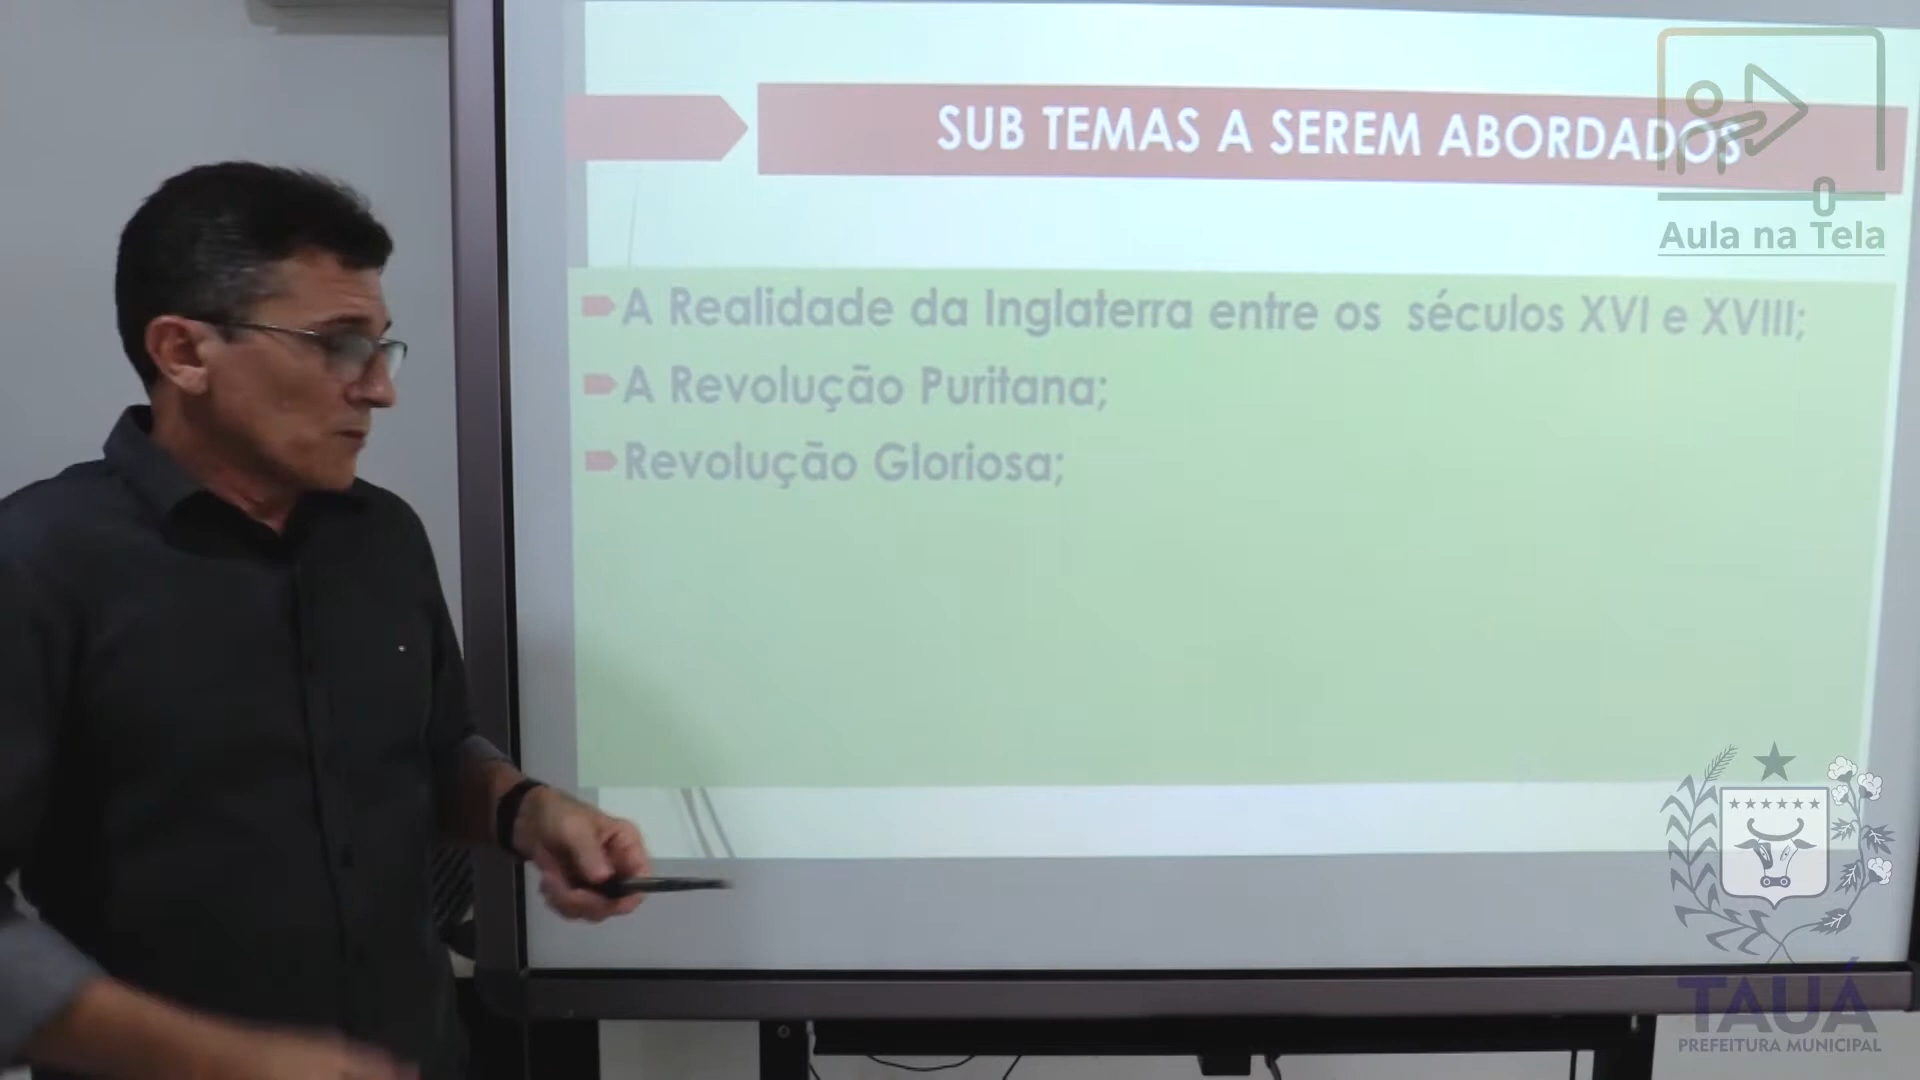 SUB TEMAS A SEREM ABORDADOS
Aula na Tela
A Realidade da Inglaterra entre os séculos XVI e XVIII;
A Revolução Puritana;
Revolução Gloriosa;
TAUÁ
PREFEITURA MUNICIPAL